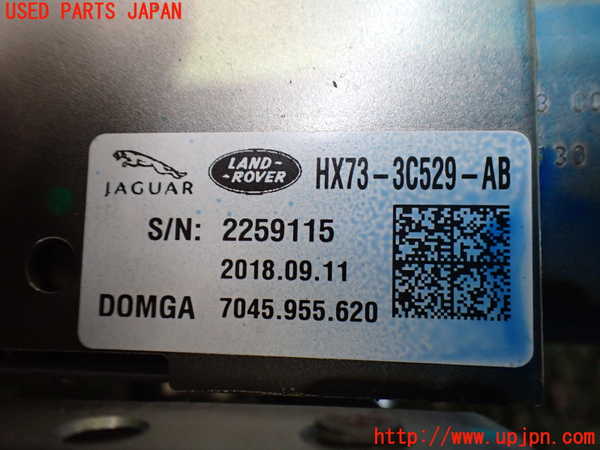 USED PARTS JAPAN
JAGUAR
LAND-
ROVER
HX73-3C529-AB
S/N: 2259115
2018.09.11
DOMGA 7045.955.620
http://www.upjpn.com/